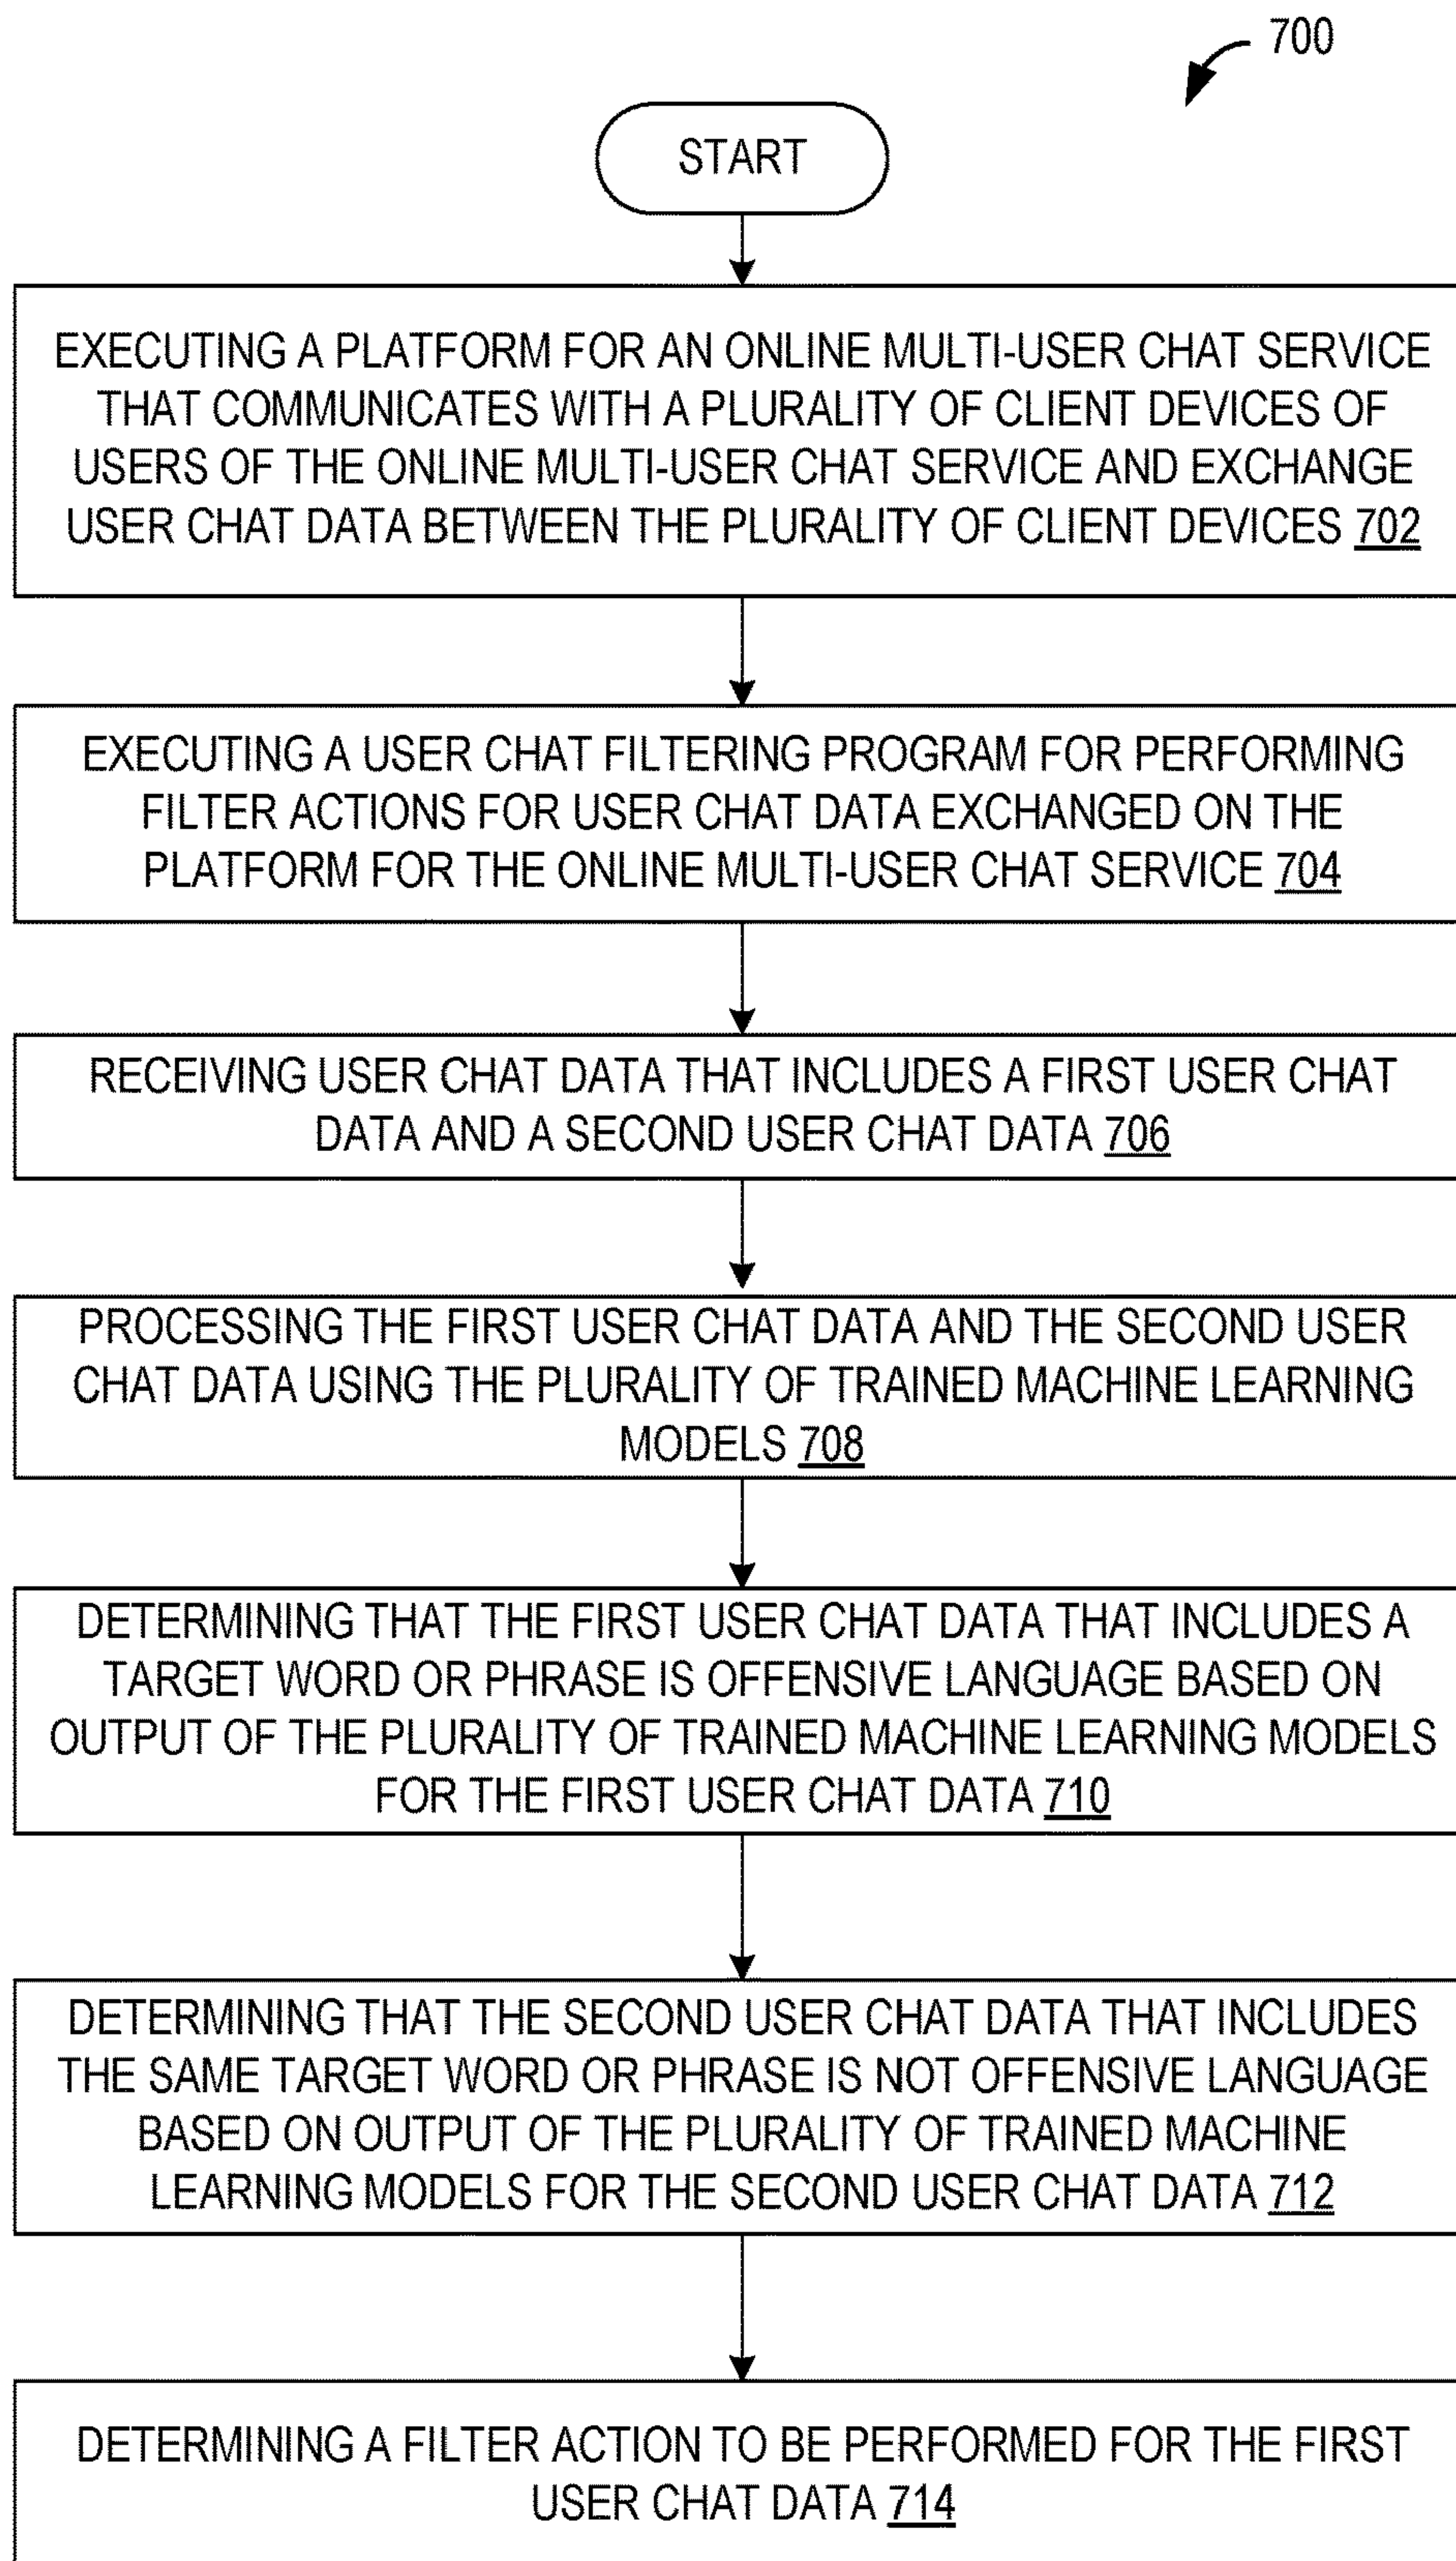 700
START
EXECUTING A PLATFORM FOR AN ONLINE MULTI-USER CHAT SERVICE
THAT COMMUNICATES WITH A PLURALITY OF CLIENT DEVICES OF
USERS OF THE ONLINE MULTI-USER CHAT SERVICE AND EXCHANGE
USER CHAT DATA BETWEEN THE PLURALITY OF CLIENT DEVICES 702
EXECUTING A USER CHAT FILTERING PROGRAM FOR PERFORMING
FILTER ACTIONS FOR USER CHAT DATA EXCHANGED ON THE
PLATFORM FOR THE ONLINE MULTI-USER CHAT SERVICE 704
RECEIVING USER CHAT DATA THAT INCLUDES A FIRST USER CHAT
DATA AND A SECOND USER CHAT DATA 706
PROCESSING THE FIRST USER CHAT DATA AND THE SECOND USER
CHAT DATA USING THE PLURALITY OF TRAINED MACHINE LEARNING
MODELS 708
DETERMINING THAT THE FIRST USER CHAT DATA THAT INCLUDES A
TARGET WORD OR PHRASE IS OFFENSIVE LANGUAGE BASED ON
OUTPUT OF THE PLURALITY OF TRAINED MACHINE LEARNING MODELS
FOR THE FIRST USER CHAT DATA 710
DETERMINING THAT THE SECOND USER CHAT DATA THAT INCLUDES
THE SAME TARGET WORD OR PHRASE IS NOT OFFENSIVE LANGUAGE
BASED ON OUTPUT OF THE PLURALITY OF TRAINED MACHINE
LEARNING MODELS FOR THE SECOND USER CHAT DATA 712
DETERMINING A FILTER ACTION TO BE PERFORMED FOR THE FIRST
USER CHAT DATA 714